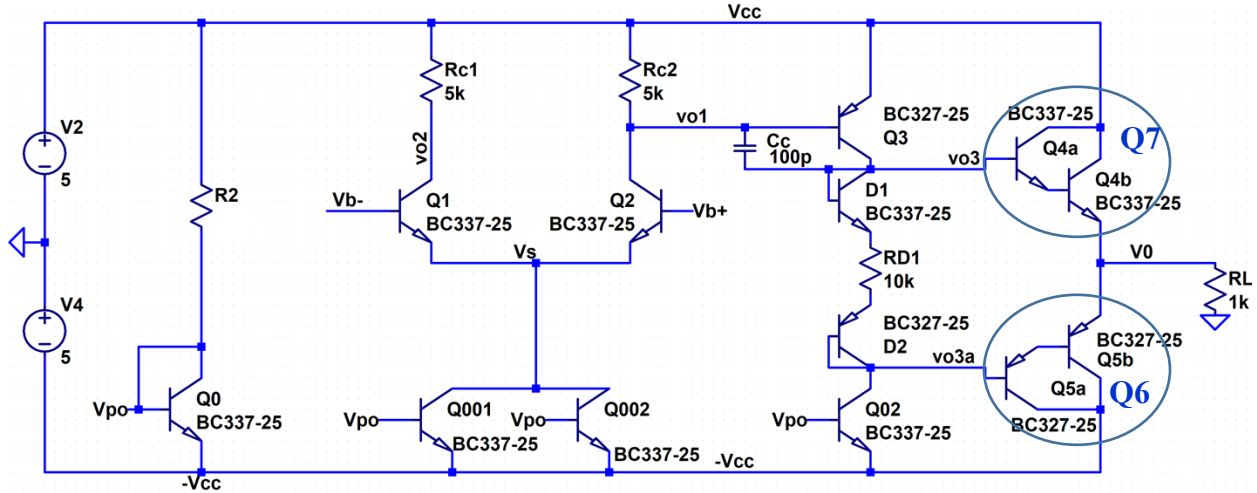 Vcc
V2
5
V4
5
R2
Vpo
Q0
BC337-25
-Vcc
Rc1
5k
vo2
Vb-
Q1
BC337-25
Vs
Rc2
5k
vo1
Q2
BC337-25
Vb+
Vpo
Q001
BC337-25
Vpo
Q002
BC337-25
-Vcc
Cc
100p
BC327-25
Q3
vo3
D1
BC337-25
RD1
10k
BC327-25
D2
vo3a
Vpo
Q02
BC337-25
BC337-25
Q4a
Q7
Q4b
BC337-25
V0
RL
1k
BC327-25
Q5b
Q5a
Q6
BC327-25